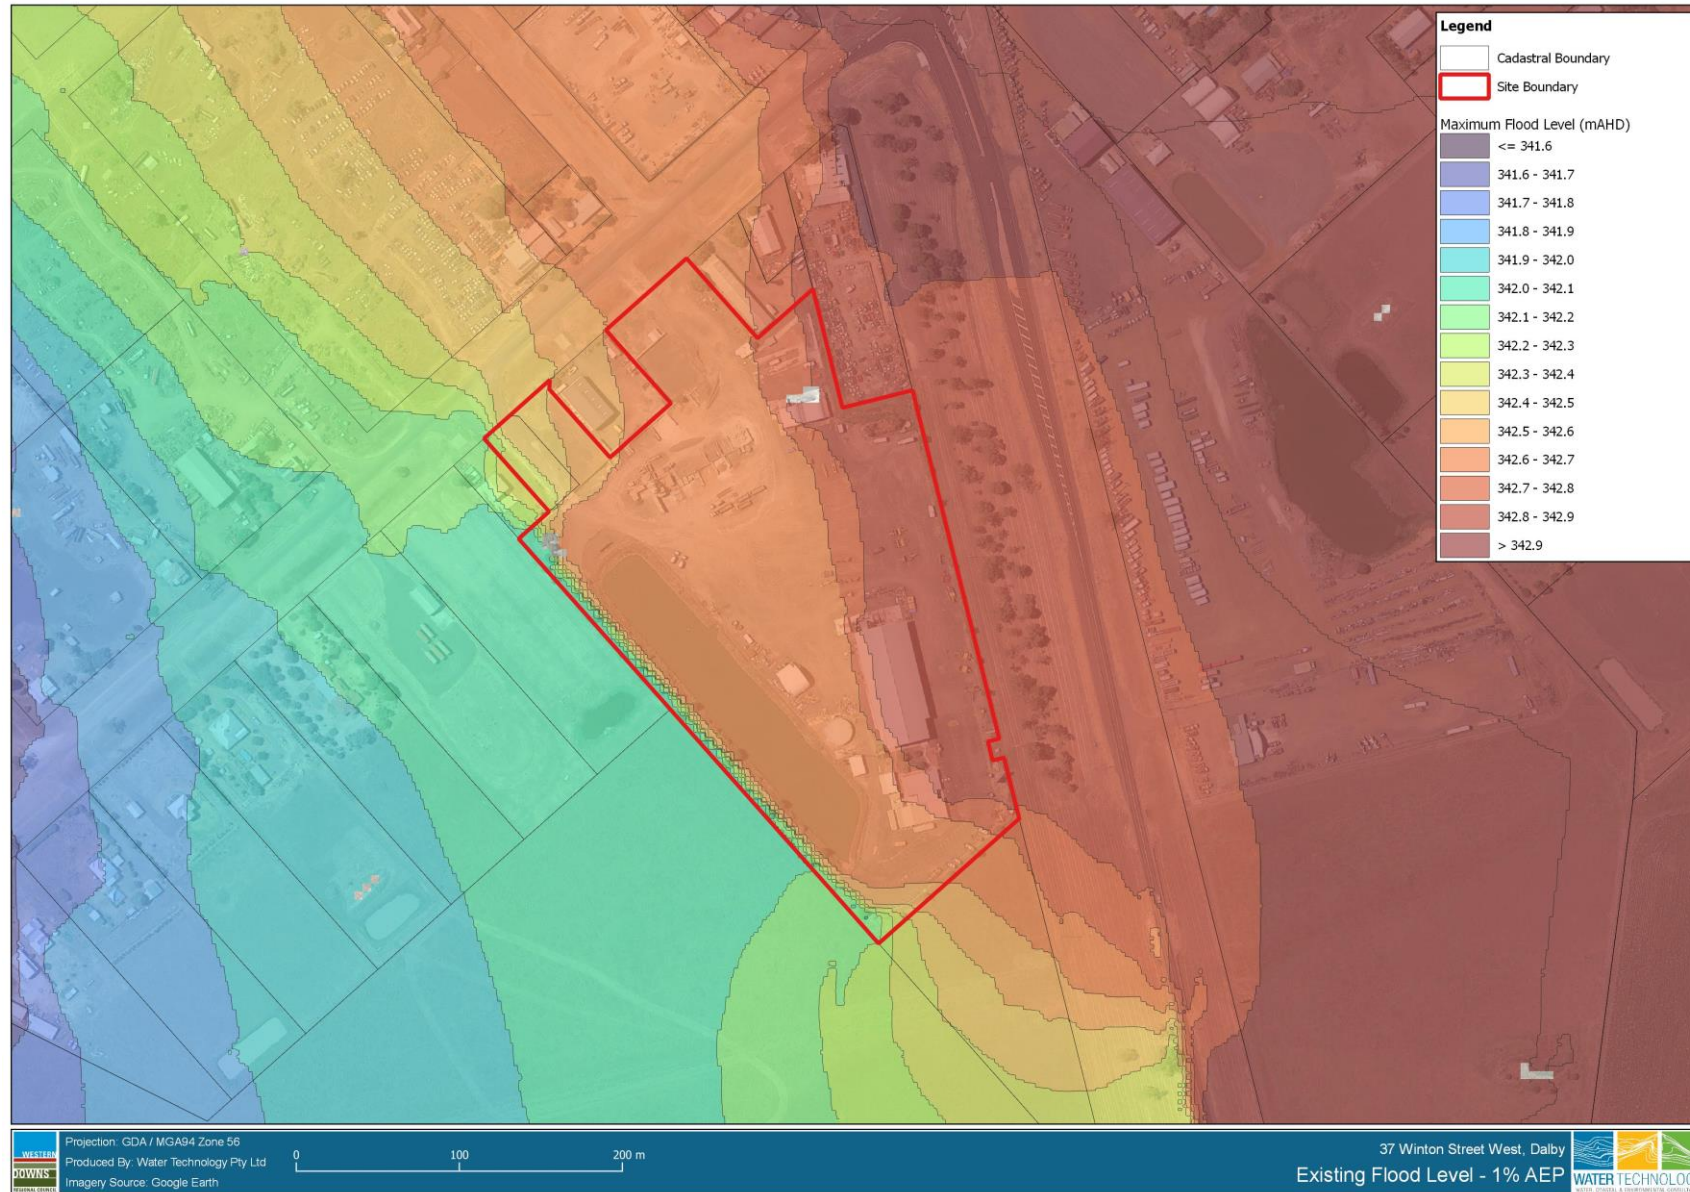 Legend
Cadastral Boundary
Site Boundary
Maximum Flood Level (mAHD)
<= 341.6
341.6 - 341.7
341.7 - 341.8
341.8 - 341.9
341.9 - 342.0
342.0 - 342.1
342.1 - 342.2
342.2 - 342.3
342.3 - 342.4
342.4 - 342.5
342.5 - 342.6
342.6 - 342.7
342.7 - 342.8
342.8 - 342.9
> 342.9
WESTERN
DOWNS
REGIONAL COUNCIL
Projection: GDA / MGA94 Zone 56
Produced By: Water Technology Pty Ltd
Imagery Source: Google Earth
0 100 200 m
37 Winton Street West, Dalby
Existing Flood Level - 1% AEP
WATER TECHNOLOG